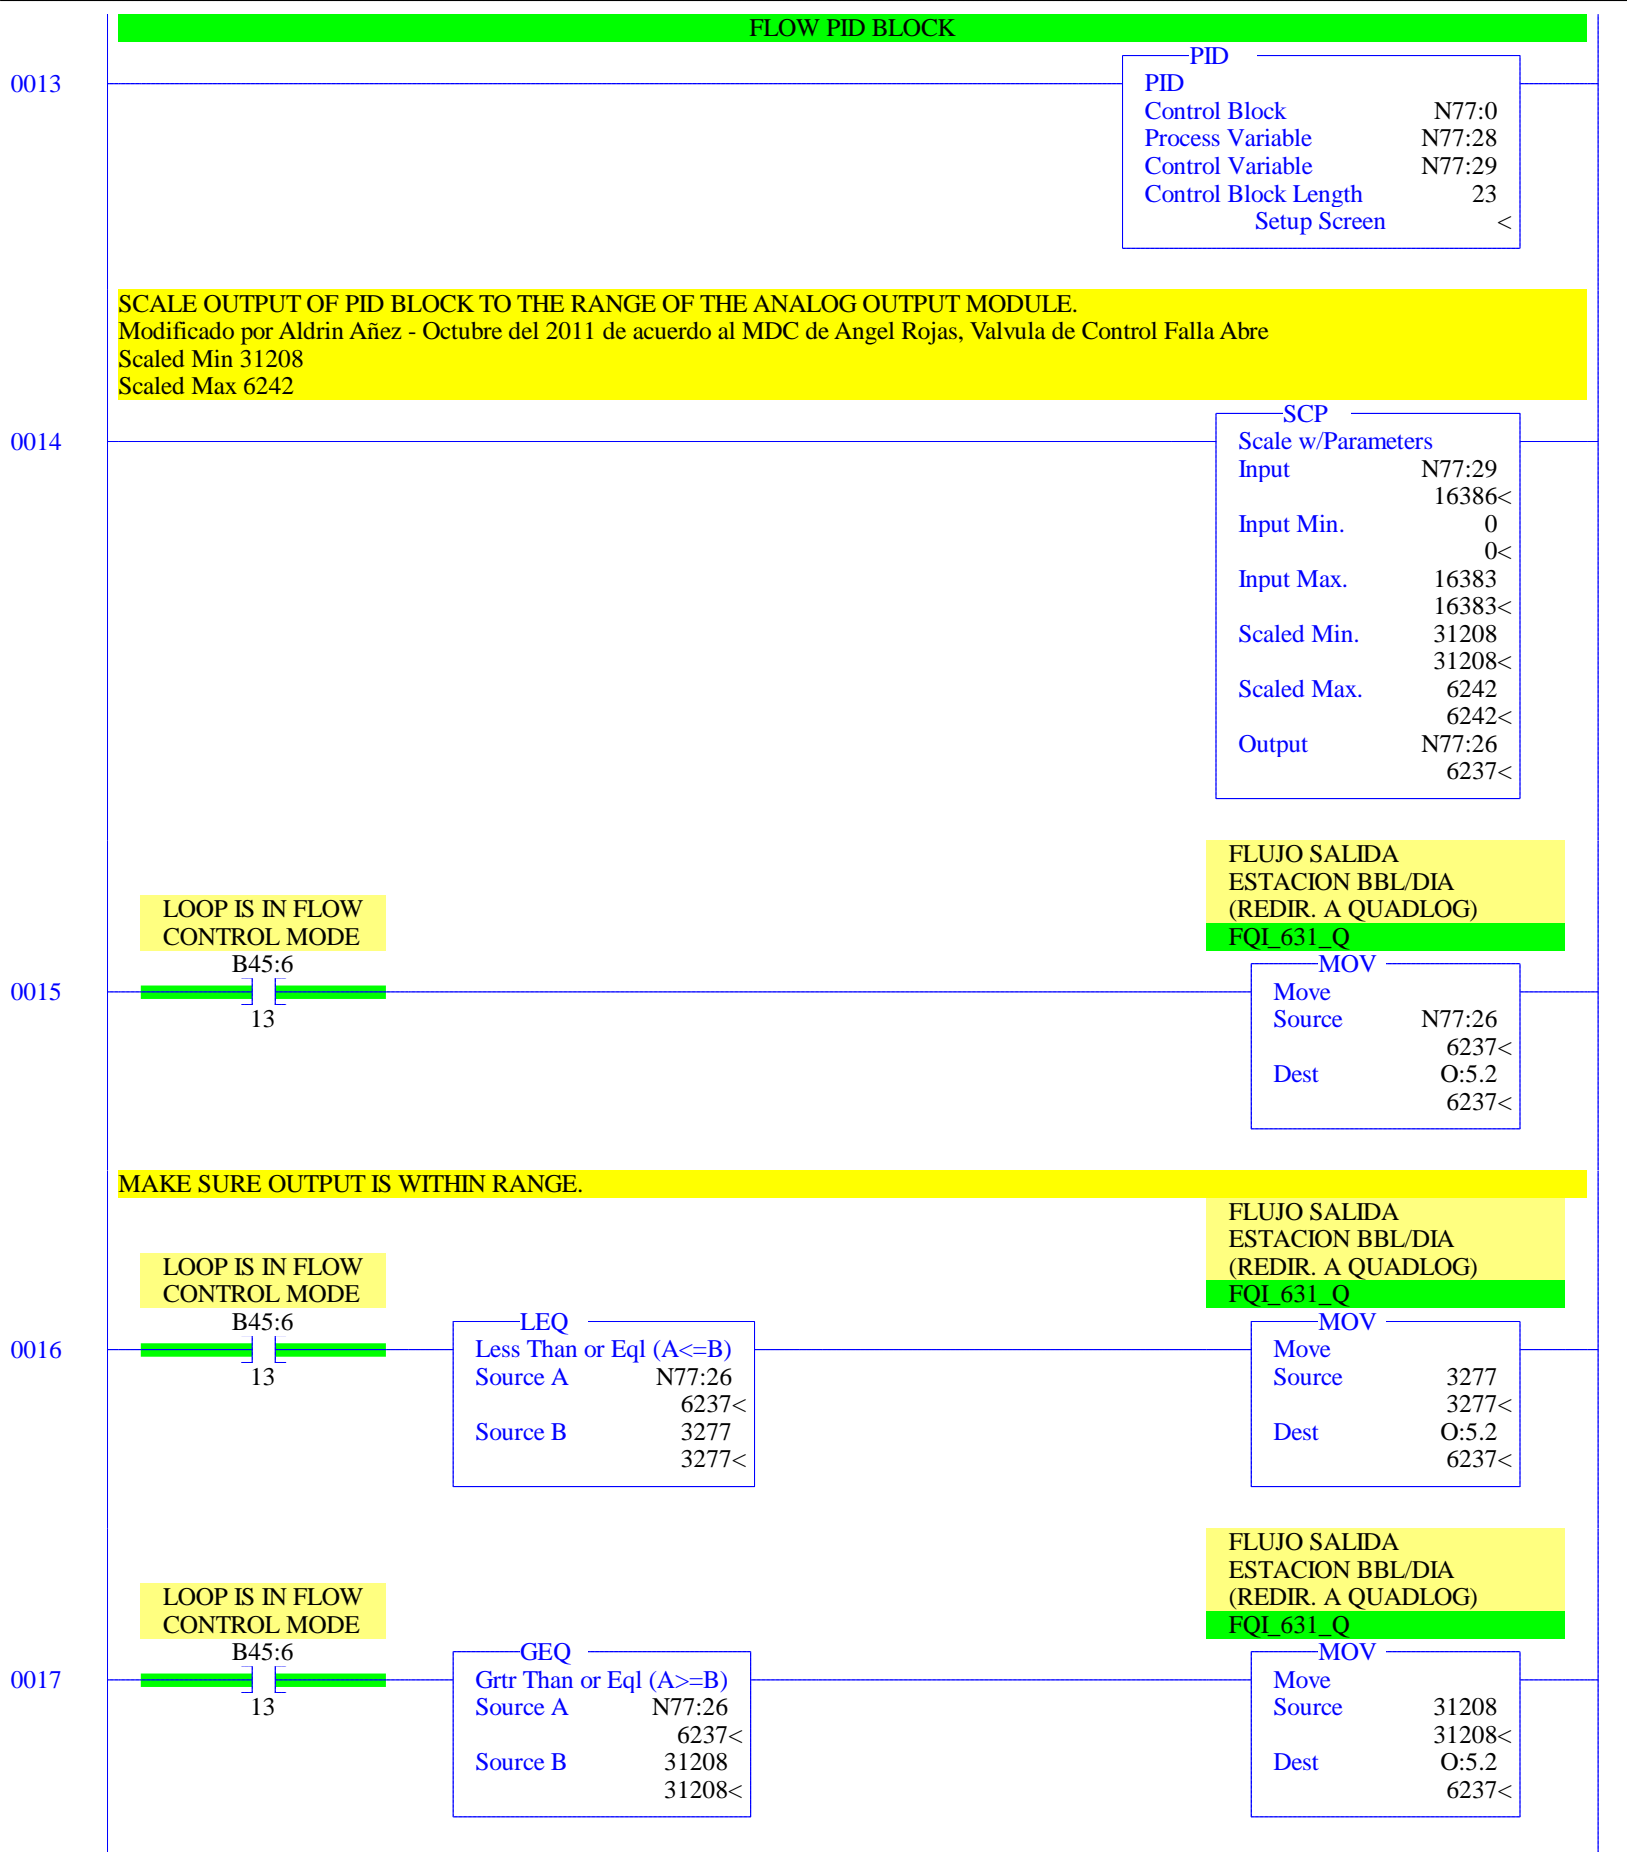 FLOW PID BLOCK
0013
PID
PID
Control Block N77:0
Process Variable N77:28
Control Variable N77:29
Control Block Length 23
Setup Screen <
SCALE OUTPUT OF PID BLOCK TO THE RANGE OF THE ANALOG OUTPUT MODULE.
Modificado por Aldrin Añez - Octubre del 2011 de acuerdo al MDC de Angel Rojas, Valvula de Control Falla Abre
Scaled Min 31208
Scaled Max 6242
0014
SCP
Scale w/Parameters
Input N77:29
16386<
Input Min. 0
0<
Input Max. 16383
16383<
Scaled Min. 31208
31208<
Scaled Max. 6242
6242<
Output N77:26
6237<
0015
LOOP IS IN FLOW
CONTROL MODE
B45:6
13
FLUJO SALIDA
ESTACION BBL/DIA
(REDIR. A QUADLOG)
FQI_631_Q
MOV
Move
Source N77:26
6237<
Dest O:5.2
6237<
MAKE SURE OUTPUT IS WITHIN RANGE.
0016
LOOP IS IN FLOW
CONTROL MODE
B45:6
13
LEQ
Less Than or Eql (A<=B)
Source A N77:26
6237<
Source B 3277
3277<
FLUJO SALIDA
ESTACION BBL/DIA
(REDIR. A QUADLOG)
FQI_631_Q
MOV
Move
Source 3277
3277<
Dest O:5.2
6237<
0017
LOOP IS IN FLOW
CONTROL MODE
B45:6
13
GEQ
Grtr Than or Eql (A>=B)
Source A N77:26
6237<
Source B 31208
31208<
FLUJO SALIDA
ESTACION BBL/DIA
(REDIR. A QUADLOG)
FQI_631_Q
MOV
Move
Source 31208
31208<
Dest O:5.2
6237<